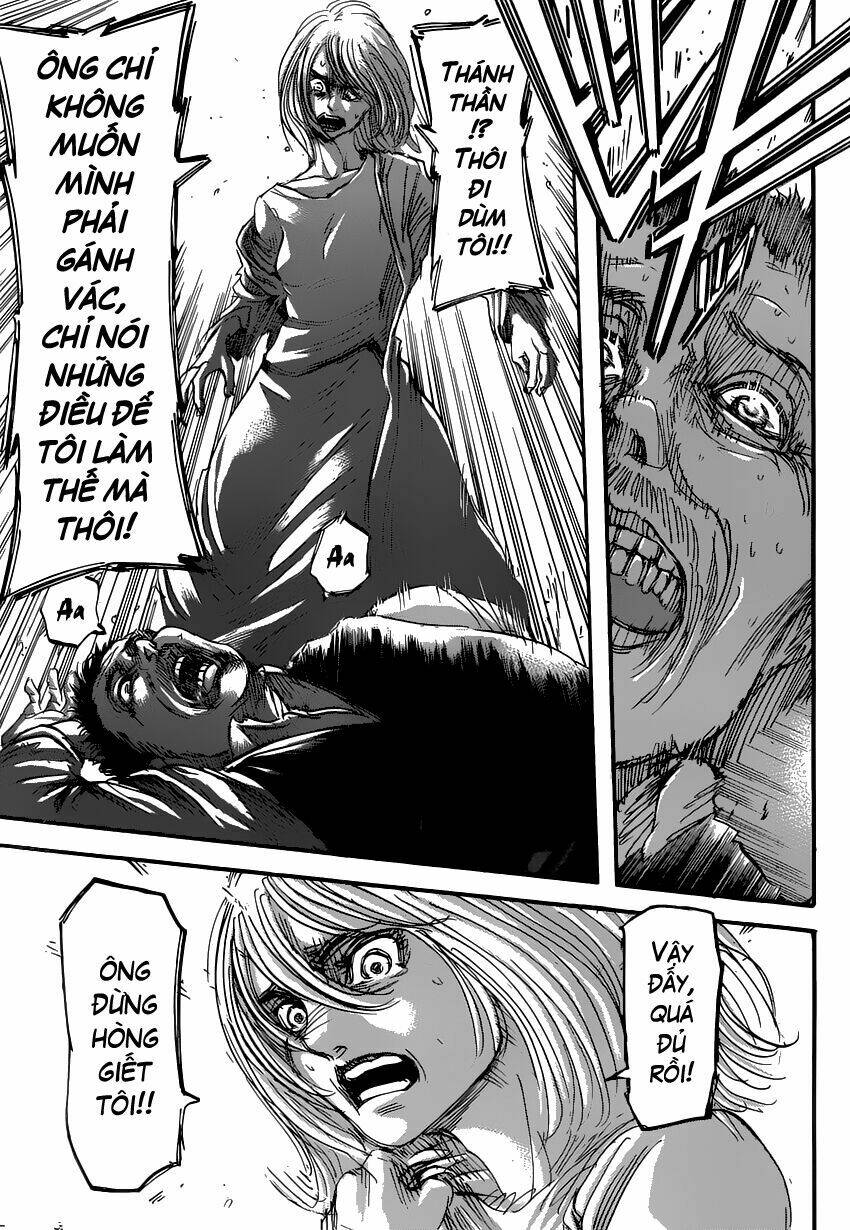 THÁNH
THẦN
!?
THÔI
ĐI
DÙM
TÔI!!
ÔNG CHỈ
KHÔNG
MUỐN
MÌNH
PHẢI
GÁNH
VÁC,
CHỈ NÓI
NHỮNG
ĐIỀU ĐỂ
TÔI LÀM
THẾ MÀ
THÔI!
AA
AA
VẬY
ĐẤY,
QUÁ
ĐỦ
RỒI!
ÔNG
ĐỪNG
HÒNG
GIẾT
TÔI!!